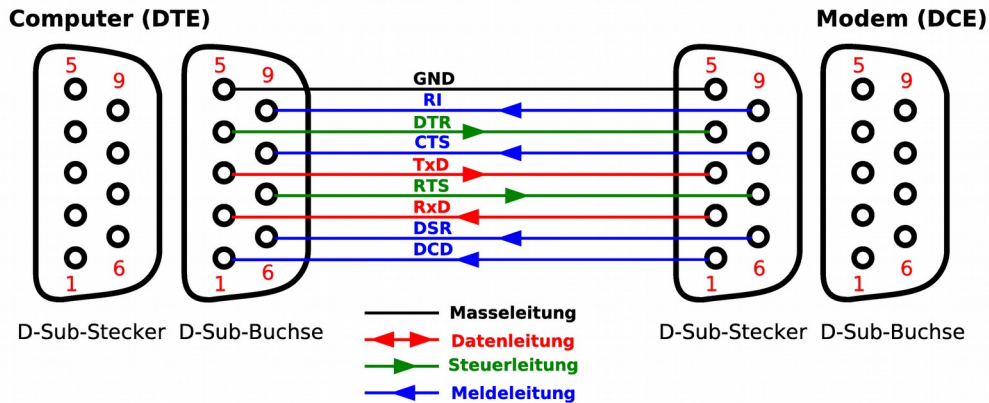 Computer (DTE)
Modem (DCE)
5 9 5 9 5 9 5 9
GND
RI
DTR
CTS
TxD
RTS
RxD
DSR
DCD
1 6 1 6 1 6 1 6
D-Sub-Stecker D-Sub-Buchse D-Sub-Stecker D-Sub-Buchse
Masseleitung
Datenleitung
Steuerleitung
Meldeleitung